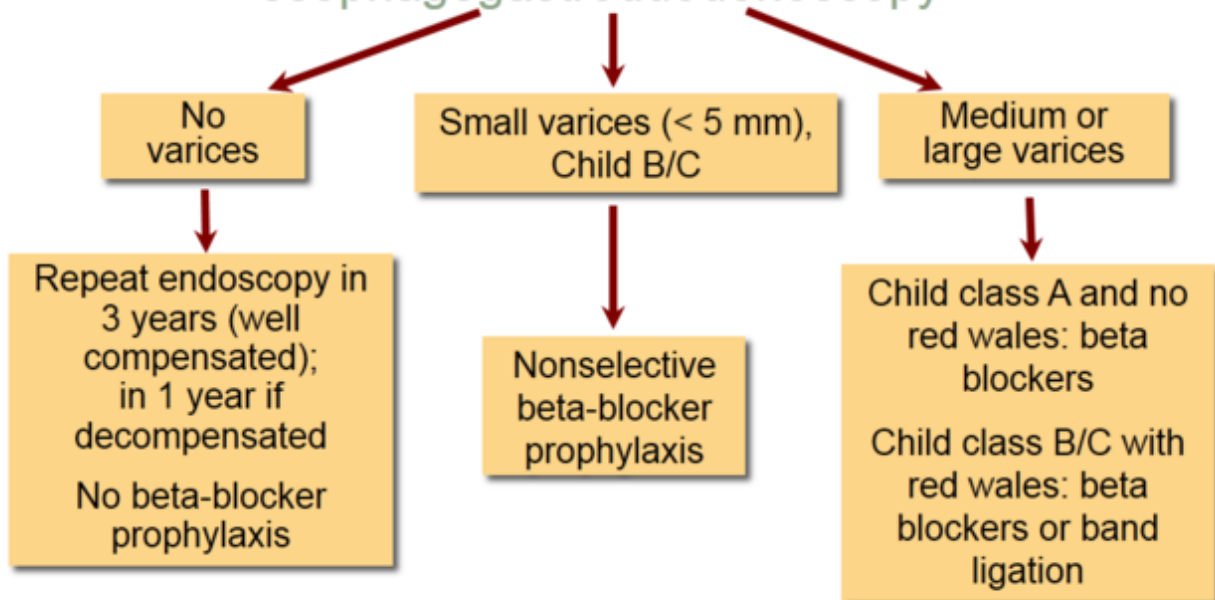 No
varices
Small varices (< 5 mm),
Child B/C
Medium or
large varices
Repeat endoscopy in
3 years (well
compensated);
in 1 year if
decompensated
No beta-blocker
prophylaxis
Nonselective
beta-blocker
prophylaxis
Child class A and no
red wales: beta
blockers
Child class B/C with
red wales: beta
blockers or band
ligation